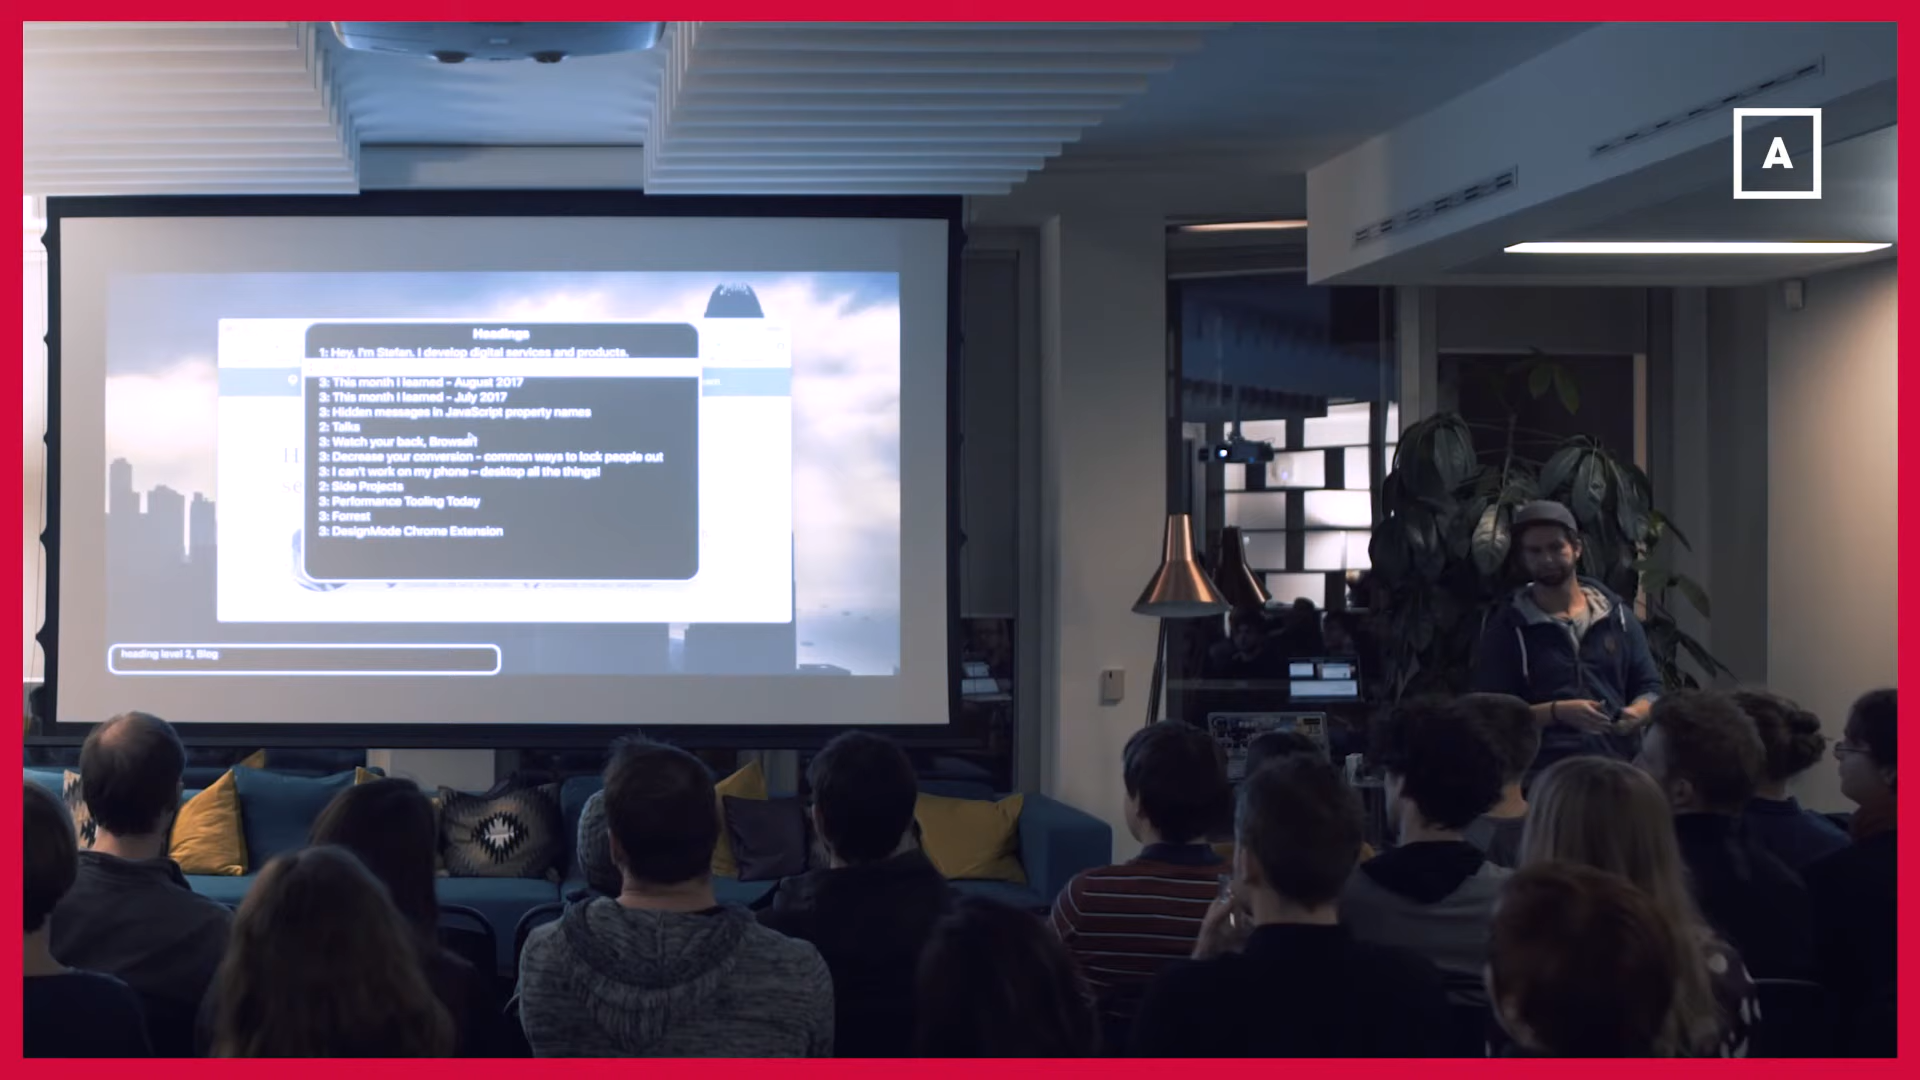 A
Headings
1: Hey, I'm Stefan. I develop digital services and products.
3: This month I learned – August 2017
3: This month I learned – July 2017
3: Hidden messages in JavaScript property names
2: Talks
3: Watch your back, Browser!
3: Decrease your conversion – common ways to lock people out
3: I can't work on my phone – desktop all the things!
2: Side Projects
3: Performance Tooling Today
3: Forrest
3: DesignMode Chrome Extension
heading level 2, Blog